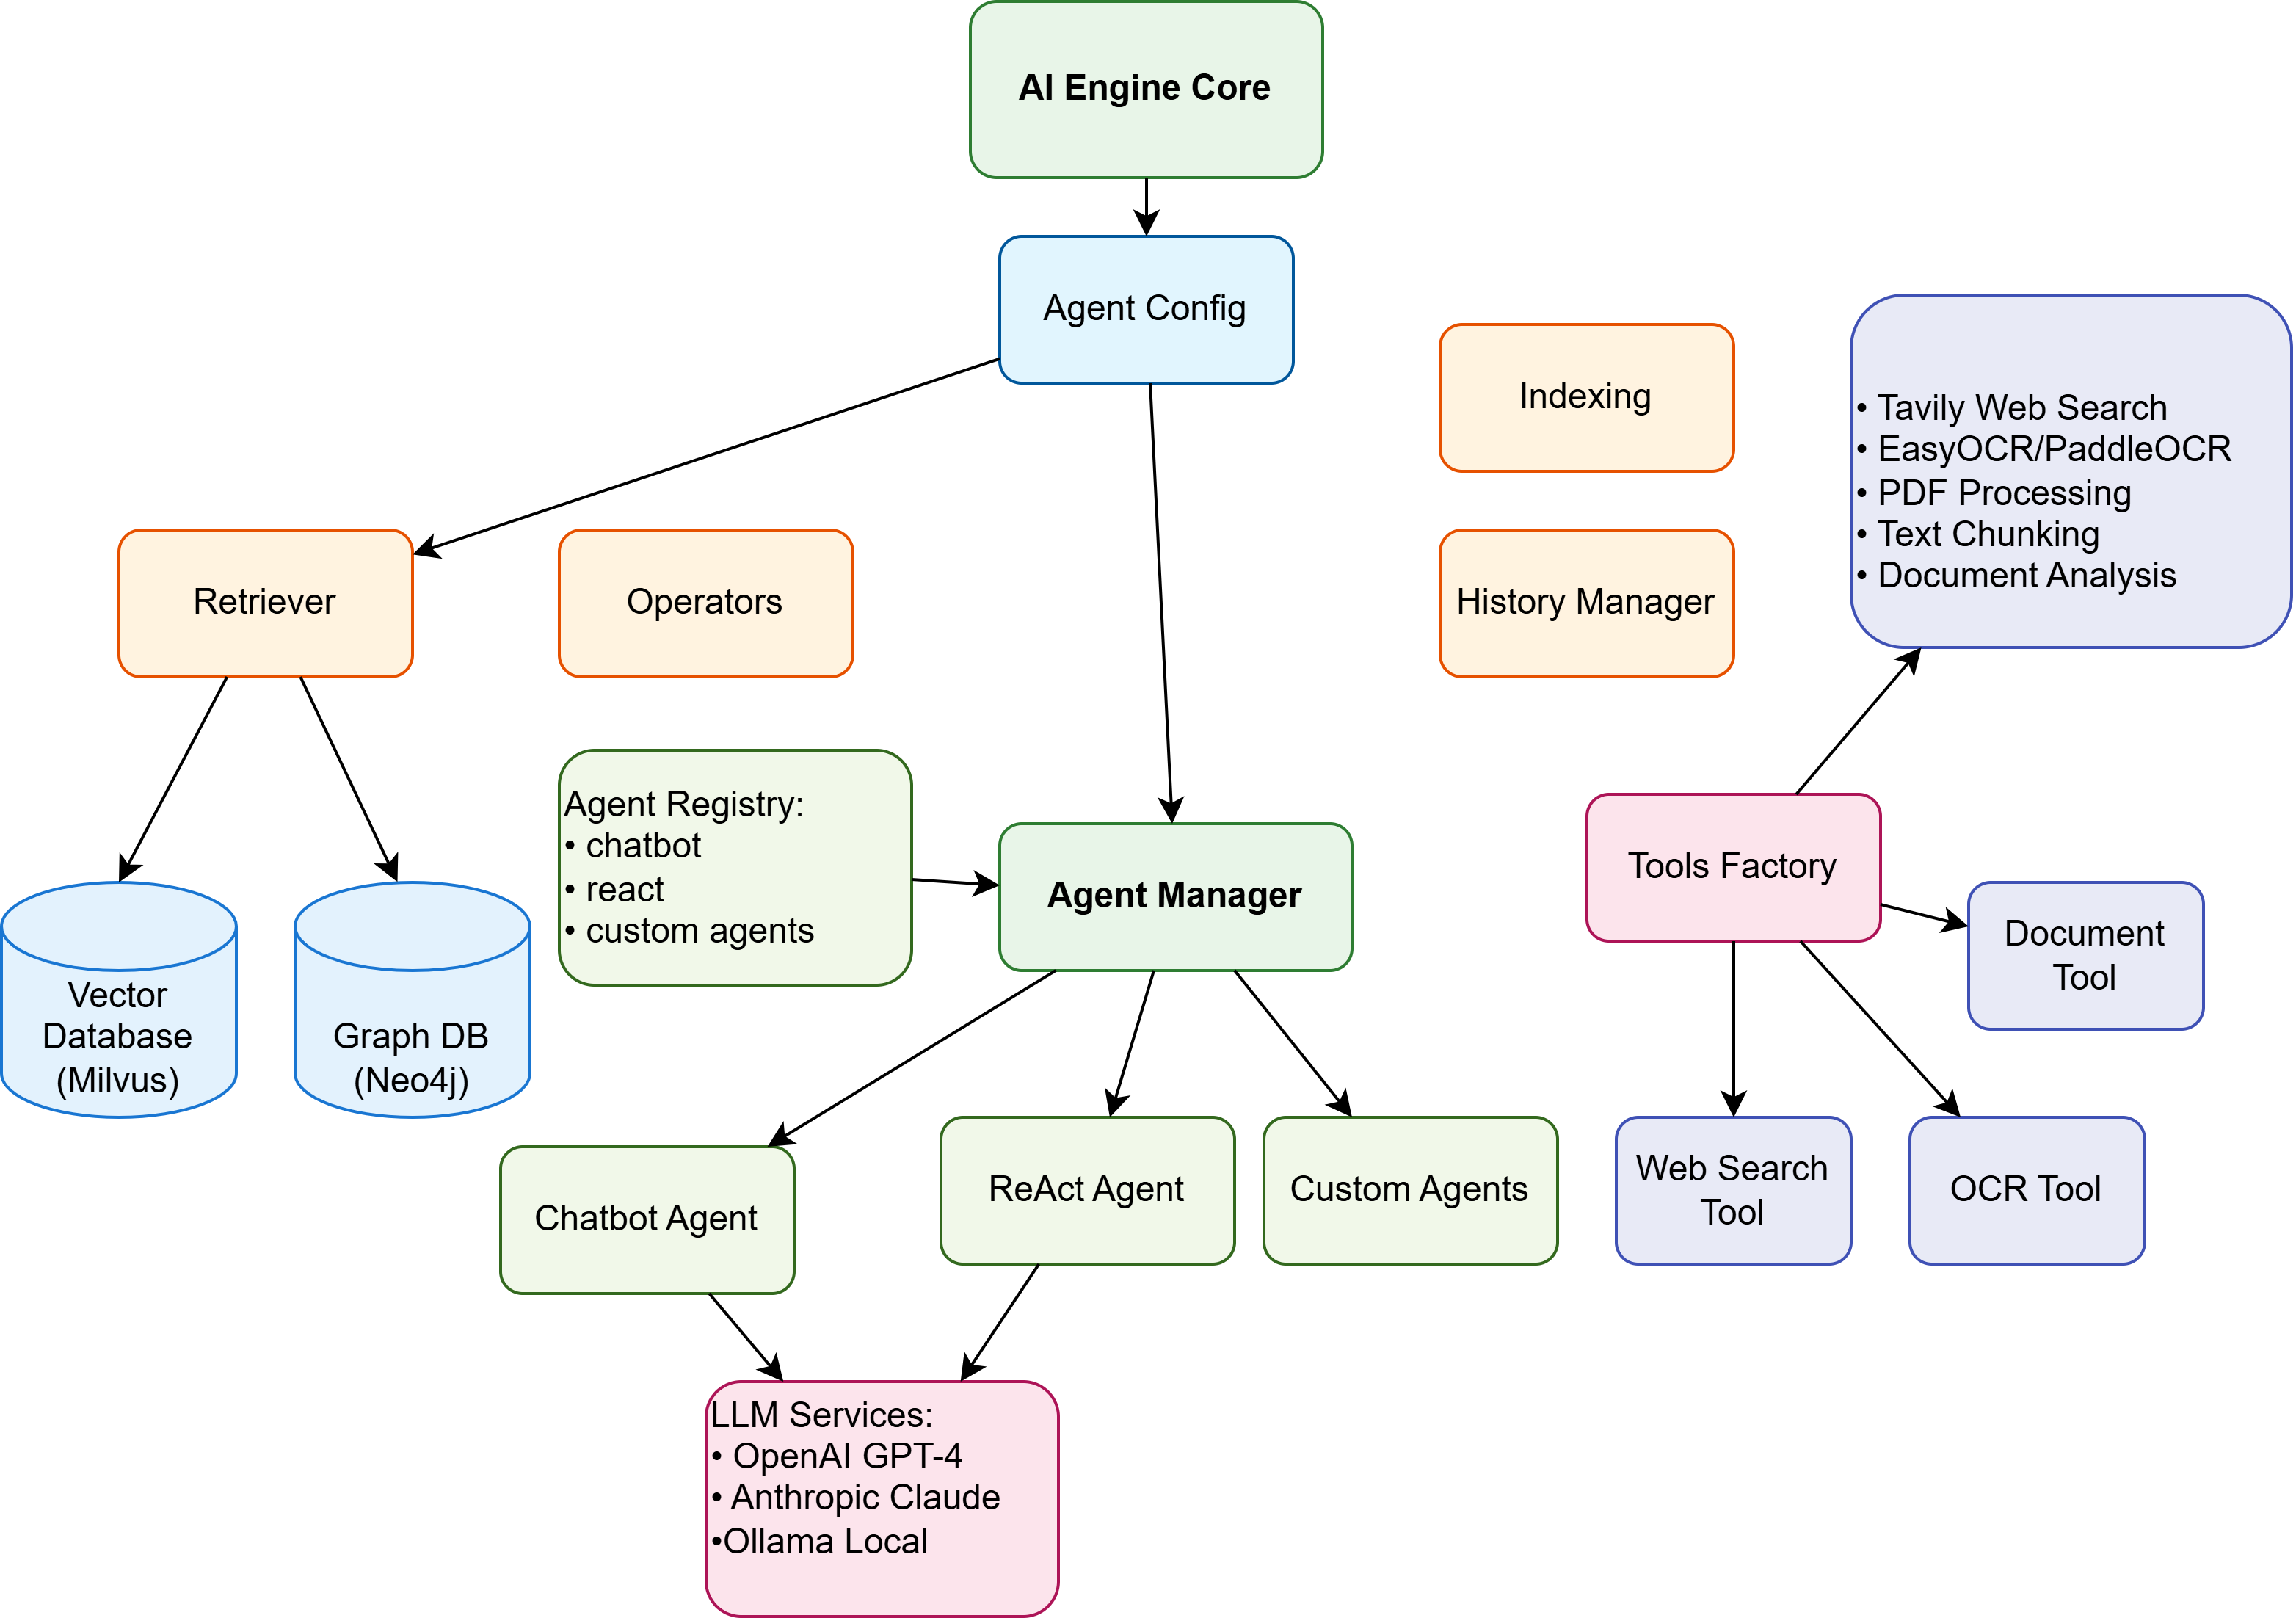 AI Engine Core
Agent Config
Indexing
• Tavily Web Search
• EasyOCR/PaddleOCR
• PDF Processing
• Text Chunking
• Document Analysis
Retriever
Operators
History Manager
Agent Registry:
• chatbot
• react
• custom agents
Agent Manager
Tools Factory
Document
Tool
Vector
Database
(Milvus)
Graph DB
(Neo4j)
Chatbot Agent
ReAct Agent
Custom Agents
Web Search
Tool
OCR Tool
LLM Services:
• OpenAI GPT-4
• Anthropic Claude
•Ollama Local